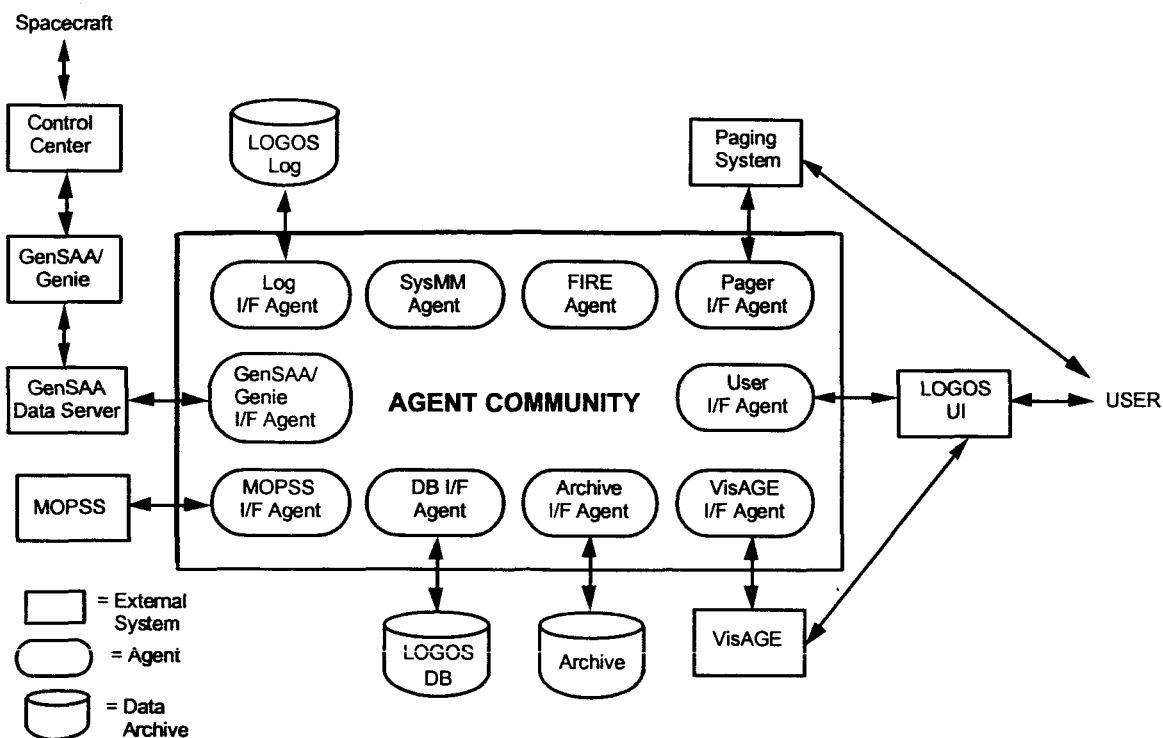 Spacecraft
Control
Center
LOGOS
Log
Paging
System
GenSAA/
Genie
Log
I/F Agent
SysMM
Agent
FIRE
Agent
Pager
I/F Agent
GenSAA
Data Server
GenSAA/
Genie
I/F Agent
AGENT COMMUNITY
User
I/F Agent
LOGOS
UI
USER
MOPSS
MOPSS
I/F Agent
DB I/F
Agent
Archive
I/F Agent
VisAGE
I/F Agent
= External
System
= Agent
= Data
Archive
LOGOS
DB
Archive
VisAGE